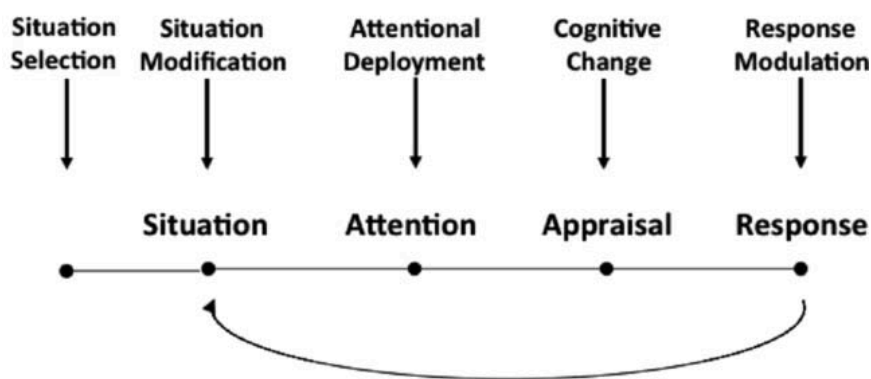 Situation
Selection
Situation
Modification
Attentional
Deployment
Cognitive
Change
Response
Modulation
Situation
Attention
Appraisal
Response